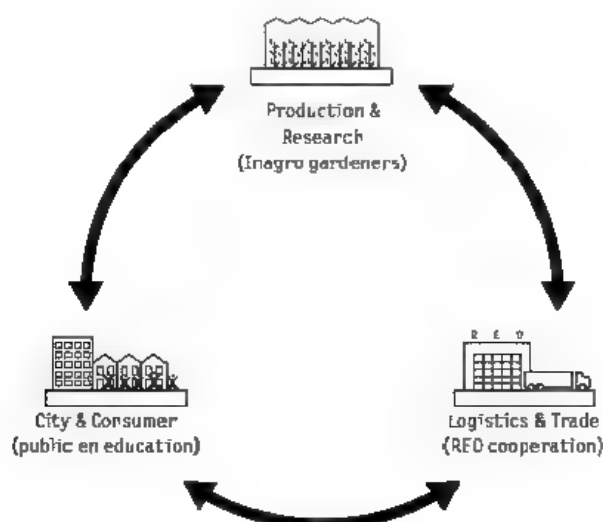 Production &
Research
(Inagro gardeners)
R E O
City & Consumer
(public en education)
Logistics & Trade
(REO cooperation)